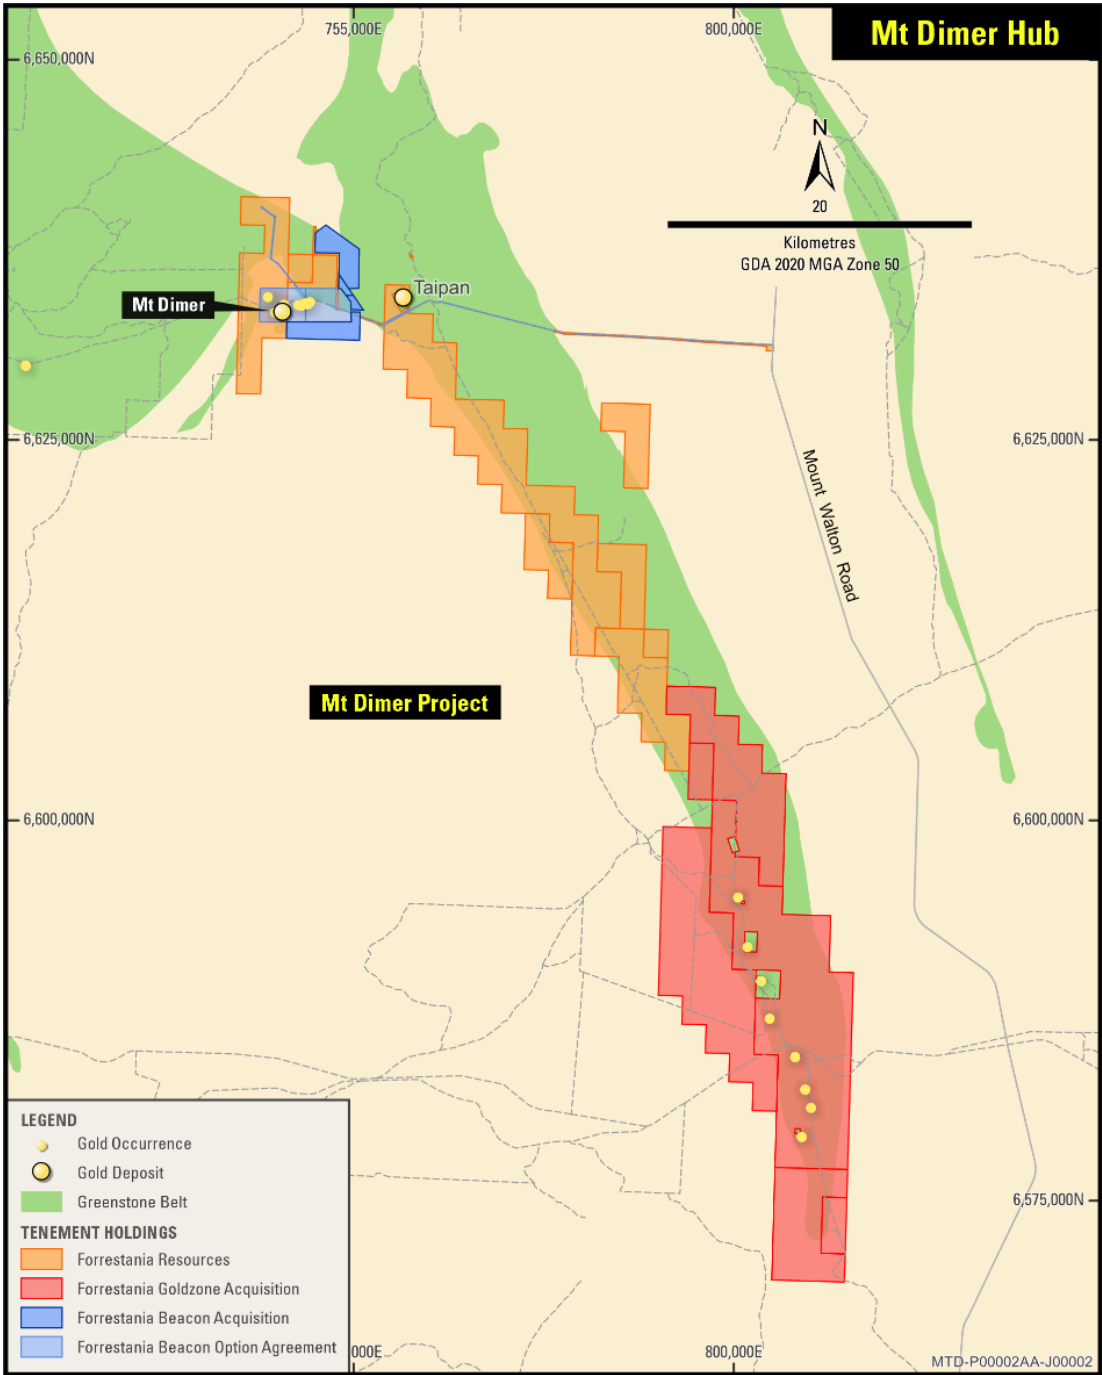 755,000E
800,000E
Mt Dimer Hub
6,650,000N
N
20
Kilometres
GDA 2020 MGA Zone 50
Taipan
Mt Dimer
6,625,000N
6,625,000N
Mount Walton Road
Mt Dimer Project
6,600,000N
6,600,000N
LEGEND
Gold Occurrence
Gold Deposit
Greenstone Belt
TENEMENT HOLDINGS
Forrestania Resources
Forrestania Goldzone Acquisition
Forrestania Beacon Acquisition
Forrestania Beacon Option Agreement
6,575,000N
000E
800,000E
MTD-P00002AA-J00002